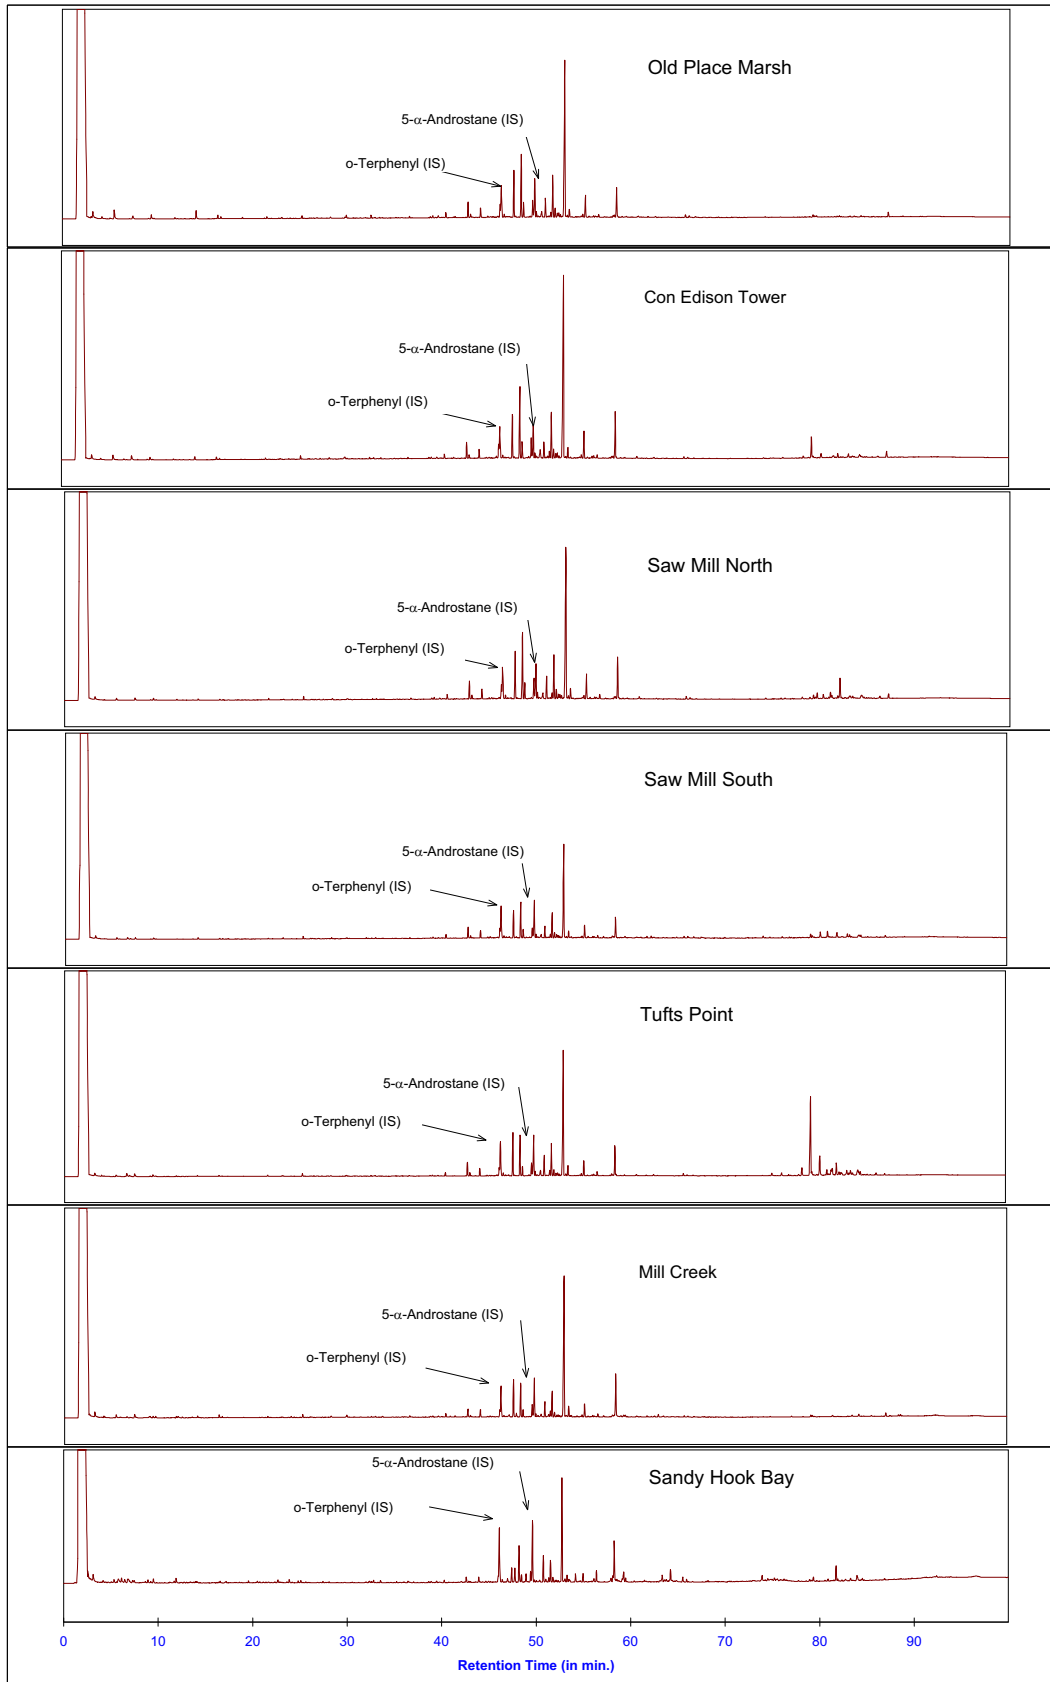 Old Place Marsh
5-α-Androstane (IS)
o-Terphenyl (IS)
Con Edison Tower
5-α-Androstane (IS)
o-Terphenyl (IS)
Saw Mill North
5-α-Androstane (IS)
o-Terphenyl (IS)
Saw Mill South
5-α-Androstane (IS)
o-Terphenyl (IS)
Tufts Point
5-α-Androstane (IS)
o-Terphenyl (IS)
Mill Creek
5-α-Androstane (IS)
o-Terphenyl (IS)
5-α-Androstane (IS)
Sandy Hook Bay
o-Terphenyl (IS)
0 10 20 30 40 50 60 70 80 90
Retention Time (in min.)